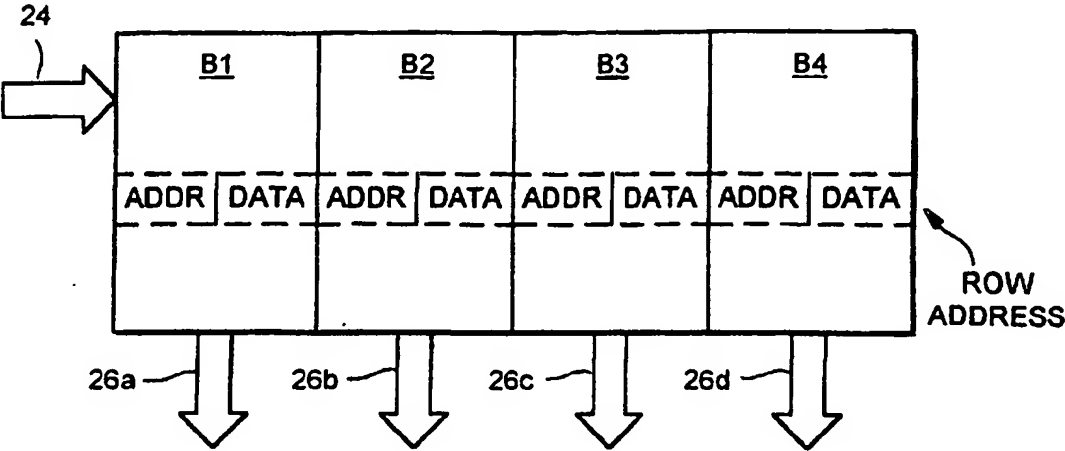 24
B1 B2 B3 B4
ADDR DATA ADDR DATA ADDR DATA ADDR DATA
ROW
ADDRESS
26a 26b 26c 26d